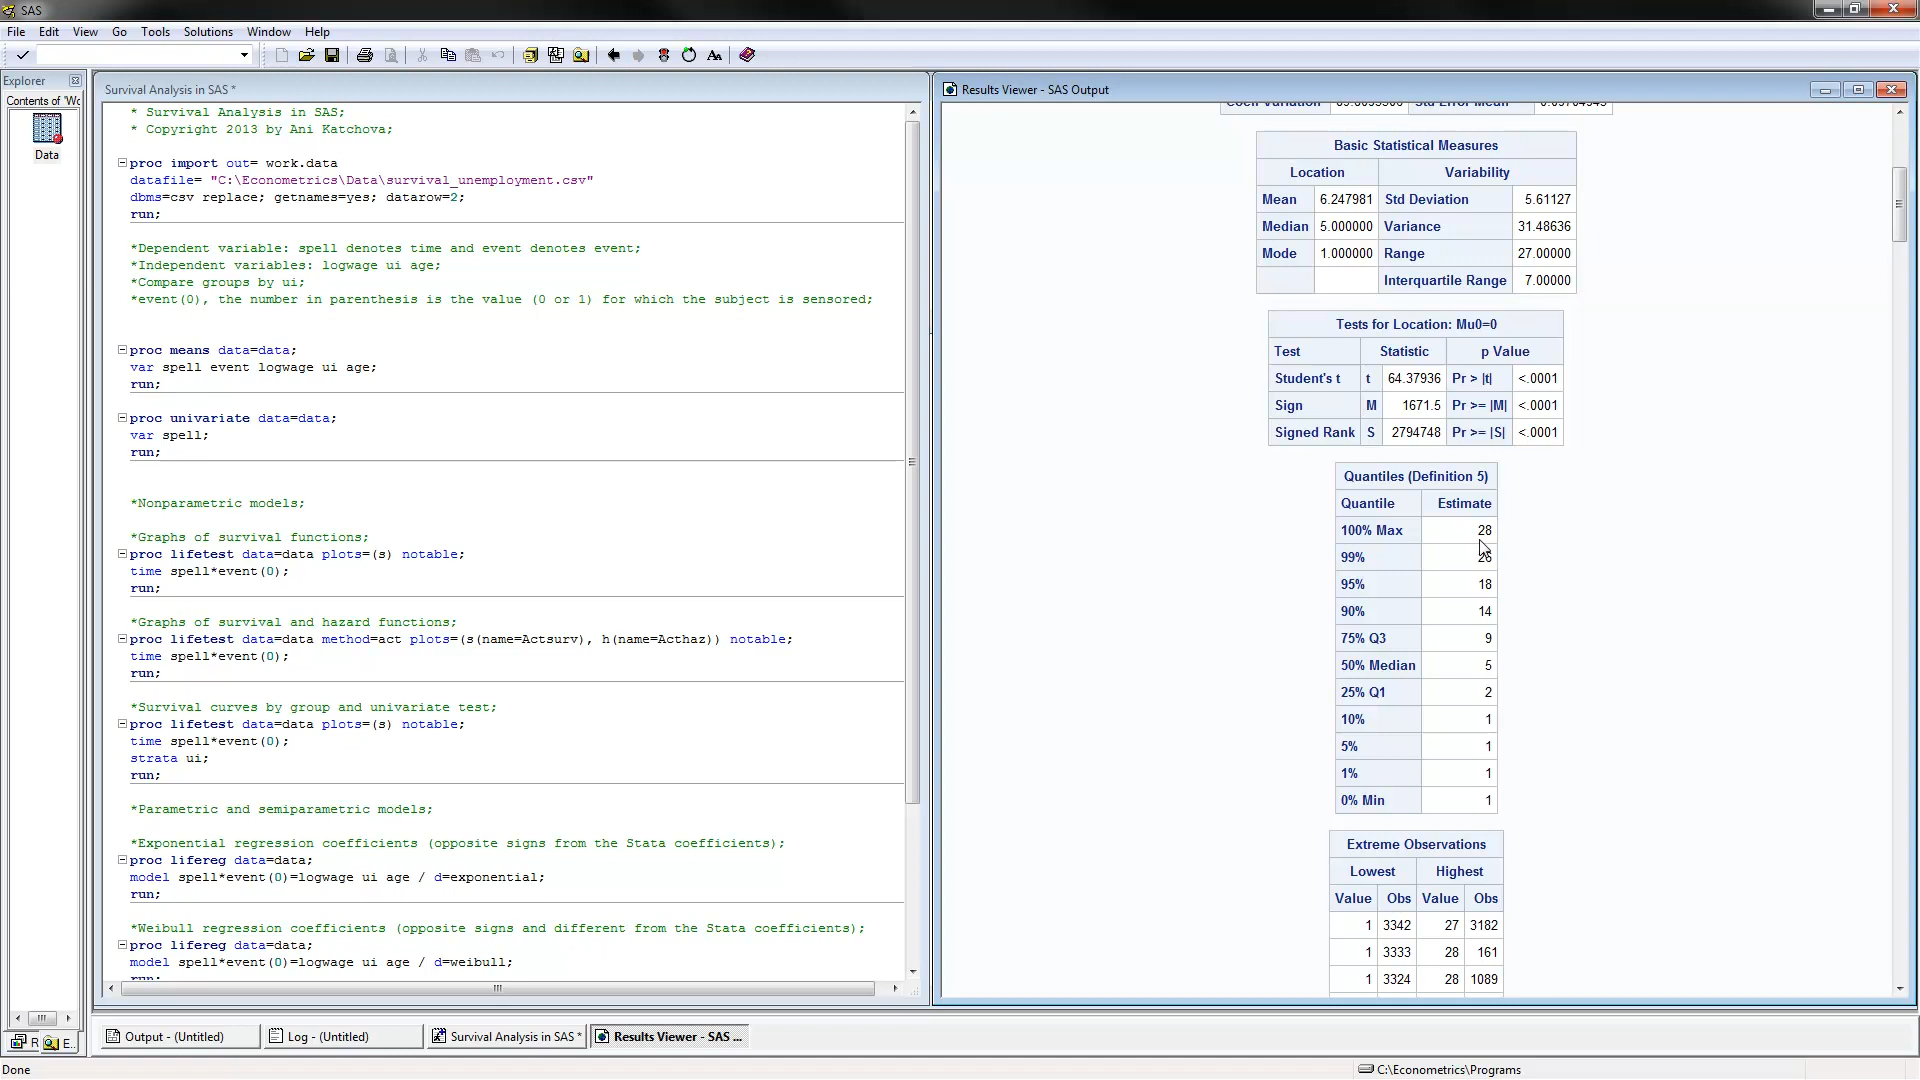 SAS
File Edit View Go Tools Solutions Window Help
Explorer
Contents of 'Wc
Data
Survival Analysis in SAS *
* Survival Analysis in SAS;
* Copyright 2013 by Ani Katchova;
proc import out= work.data
datafile= "C:\Econometrics\Data\survival_unemployment.csv"
dbms=csv replace; getnames=yes; datarow=2;
run;
*Dependent variable: spell denotes time and event denotes event;
*Independent variables: logwage ui age;
*Compare groups by ui;
*event(0), the number in parenthesis is the value (0 or 1) for which the subject is sensored;
proc means data=data;
var spell event logwage ui age;
run;
proc univariate data=data;
var spell;
run;
*Nonparametric models;
*Graphs of survival functions;
proc lifetest data=data plots=(s) notable;
time spell*event(0);
run;
*Graphs of survival and hazard functions;
proc lifetest data=data method=act plots=(s(name=Actsurv), h(name=Acthaz)) notable;
time spell*event(0);
run;
*Survival curves by group and univariate test;
proc lifetest data=data plots=(s) notable;
time spell*event(0);
strata ui;
run;
*Parametric and semiparametric models;
*Exponential regression coefficients (opposite signs from the Stata coefficients);
proc lifereg data=data;
model spell*event(0)=logwage ui age / d=exponential;
run;
*Weibull regression coefficients (opposite signs and different from the Stata coefficients);
proc lifereg data=data;
model spell*event(0)=logwage ui age / d=weibull;
run;
Results Viewer - SAS Output
Coeff Variation Std Error Mean
Basic Statistical Measures
Location Variability
Mean 6.247981 Std Deviation 5.61127
Median 5.000000 Variance 31.48636
Mode 1.000000 Range 27.00000
Interquartile Range 7.00000
Tests for Location: Mu0=0
Test Statistic p Value
Student's t t 64.37936 Pr > |t| <.0001
Sign M 1671.5 Pr >= |M| <.0001
Signed Rank S 2794748 Pr >= |S| <.0001
Quantiles (Definition 5)
Quantile Estimate
100% Max 28
99% 26
95% 18
90% 14
75% Q3 9
50% Median 5
25% Q1 2
10% 1
5% 1
1% 1
0% Min 1
Extreme Observations
Lowest Highest
Value Obs Value Obs
1 3342 27 3182
1 3333 28 161
1 3324 28 1089
R E..
Output - (Untitled) Log - (Untitled) Survival Analysis in SAS * Results Viewer - SAS ...
Done C:\Econometrics\Programs